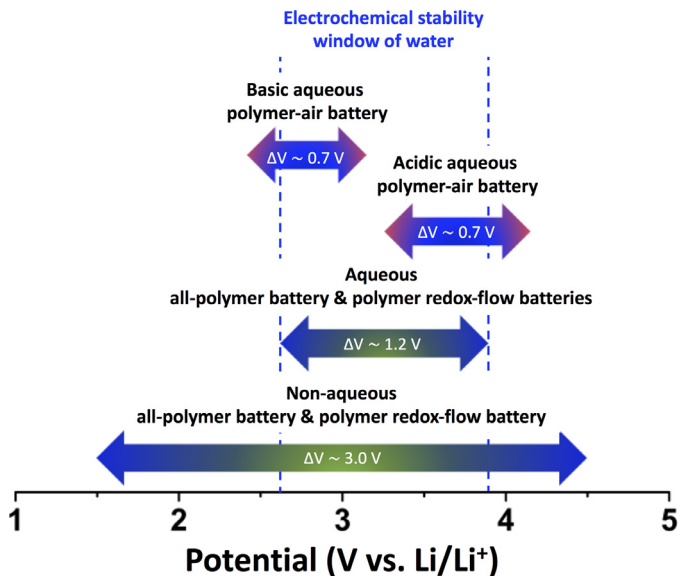 Electrochemical stability
window of water
Basic aqueous
polymer-air battery
ΔV ~ 0.7 V
Acidic aqueous
polymer-air battery
ΔV ~ 0.7 V
Aqueous
all-polymer battery & polymer redox-flow batteries
ΔV ~ 1.2 V
Non-aqueous
all-polymer battery & polymer redox-flow battery
ΔV ~ 3.0 V
1 2 3 4 5
Potential (V vs. Li/Li⁺)